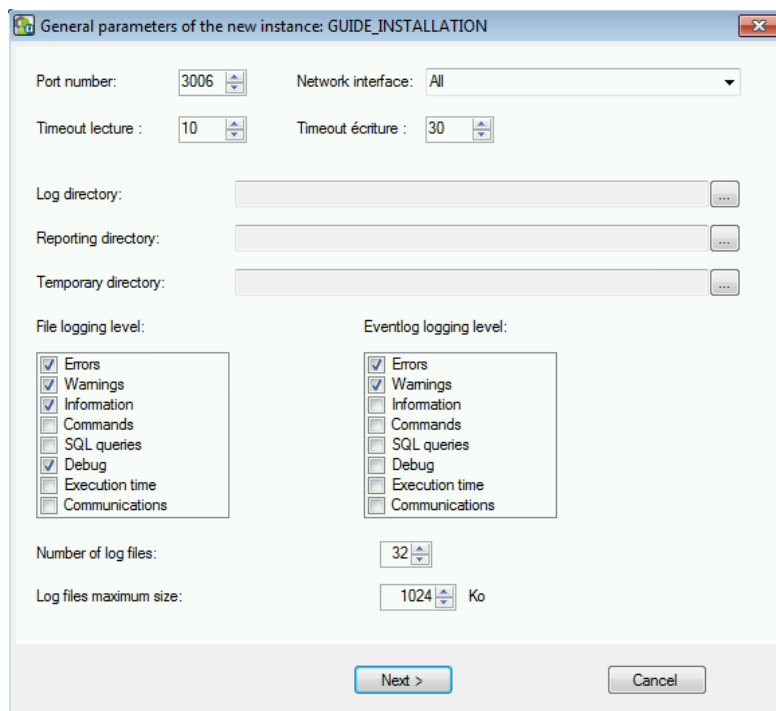 General parameters of the new instance: GUIDE_INSTALLATION
Port number: 3006 Network interface: All
Timeout lecture : 10 Timeout écriture : 30
Log directory: ...
Reporting directory: ...
Temporary directory: ...
File logging level: Eventlog logging level:
Errors Errors
Warnings Warnings
Information Information
Commands Commands
SQL queries SQL queries
Debug Debug
Execution time Execution time
Communications Communications
Number of log files: 32
Log files maximum size: 1024 Ko
Next > Cancel